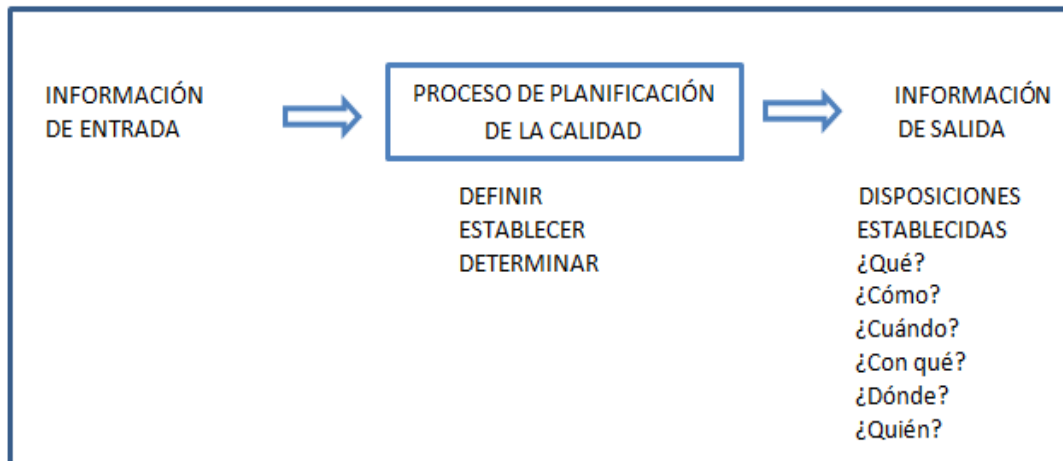 INFORMACIÓN
DE ENTRADA
PROCESO DE PLANIFICACIÓN
DE LA CALIDAD
DEFINIR
ESTABLECER
DETERMINAR
INFORMACIÓN
DE SALIDA
DISPOSICIONES
ESTABLECIDAS
¿Qué?
¿Cómo?
¿Cuándo?
¿Con qué?
¿Dónde?
¿Quién?